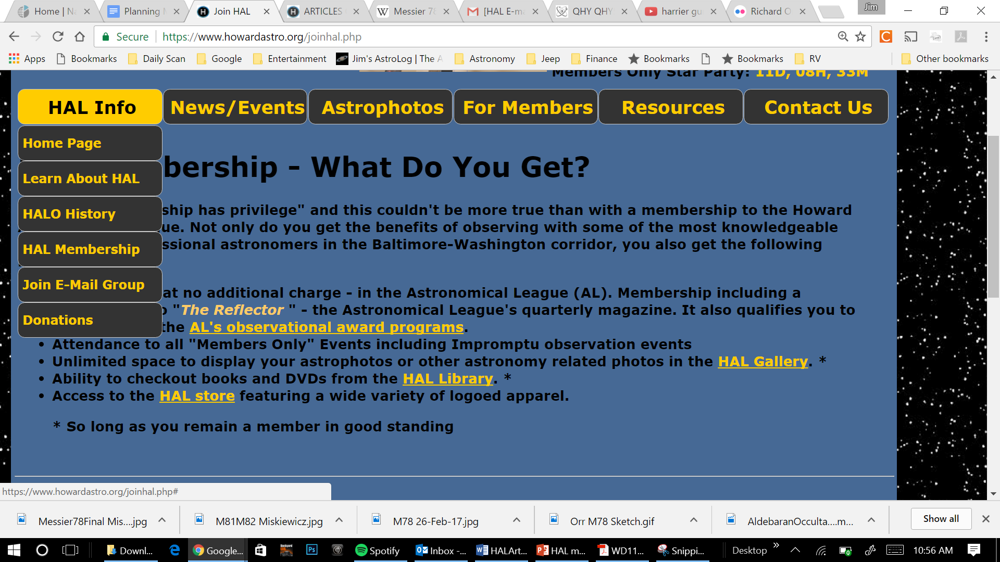 Home | Na
Planning M
Join HAL
ARTICLES
Messier 78
[HAL E-ma
QHY QHY
harrier gu
Richard O
Jim
Secure
https://www.howardastro.org/joinhal.php
Apps
Bookmarks
Daily Scan
Google
Entertainment
Jim's AstroLog | The A
Astronomy
Jeep
Finance
Bookmarks
Bookmarks
RV
Other bookmarks
Members Only Star Party: 11D, 08H, 33M
HAL Info
News/Events
Astrophotos
For Members
Resources
Contact Us
Home Page
Learn About HAL
HALO History
HAL Membership
Join E-Mail Group
Donations
bership - What Do You Get?
ship has privilege" and this couldn't be more true than with a membership to the Howard
ue. Not only do you get the benefits of observing with some of the most knowledgeable
ssional astronomers in the Baltimore-Washington corridor, you also get the following
at no additional charge - in the Astronomical League (AL). Membership including a
o "The Reflector " - the Astronomical League's quarterly magazine. It also qualifies you to
the AL's observational award programs.
• Attendance to all "Members Only" Events including Impromptu observation events
• Unlimited space to display your astrophotos or other astronomy related photos in the HAL Gallery. *
• Ability to checkout books and DVDs from the HAL Library. *
• Access to the HAL store featuring a wide variety of logoed apparel.
* So long as you remain a member in good standing
https://www.howardastro.org/joinhal.php#
Messier78Final Mis....jpg
M81M82 Miskiewicz.jpg
M78 26-Feb-17.jpg
Orr M78 Sketch.gif
AldebaranOcculta....m...
Show all
Downl...
Google...
Spotify
Inbox -...
HALArt...
HAL m...
WD11...
Snippi...
Desktop
10:56 AM